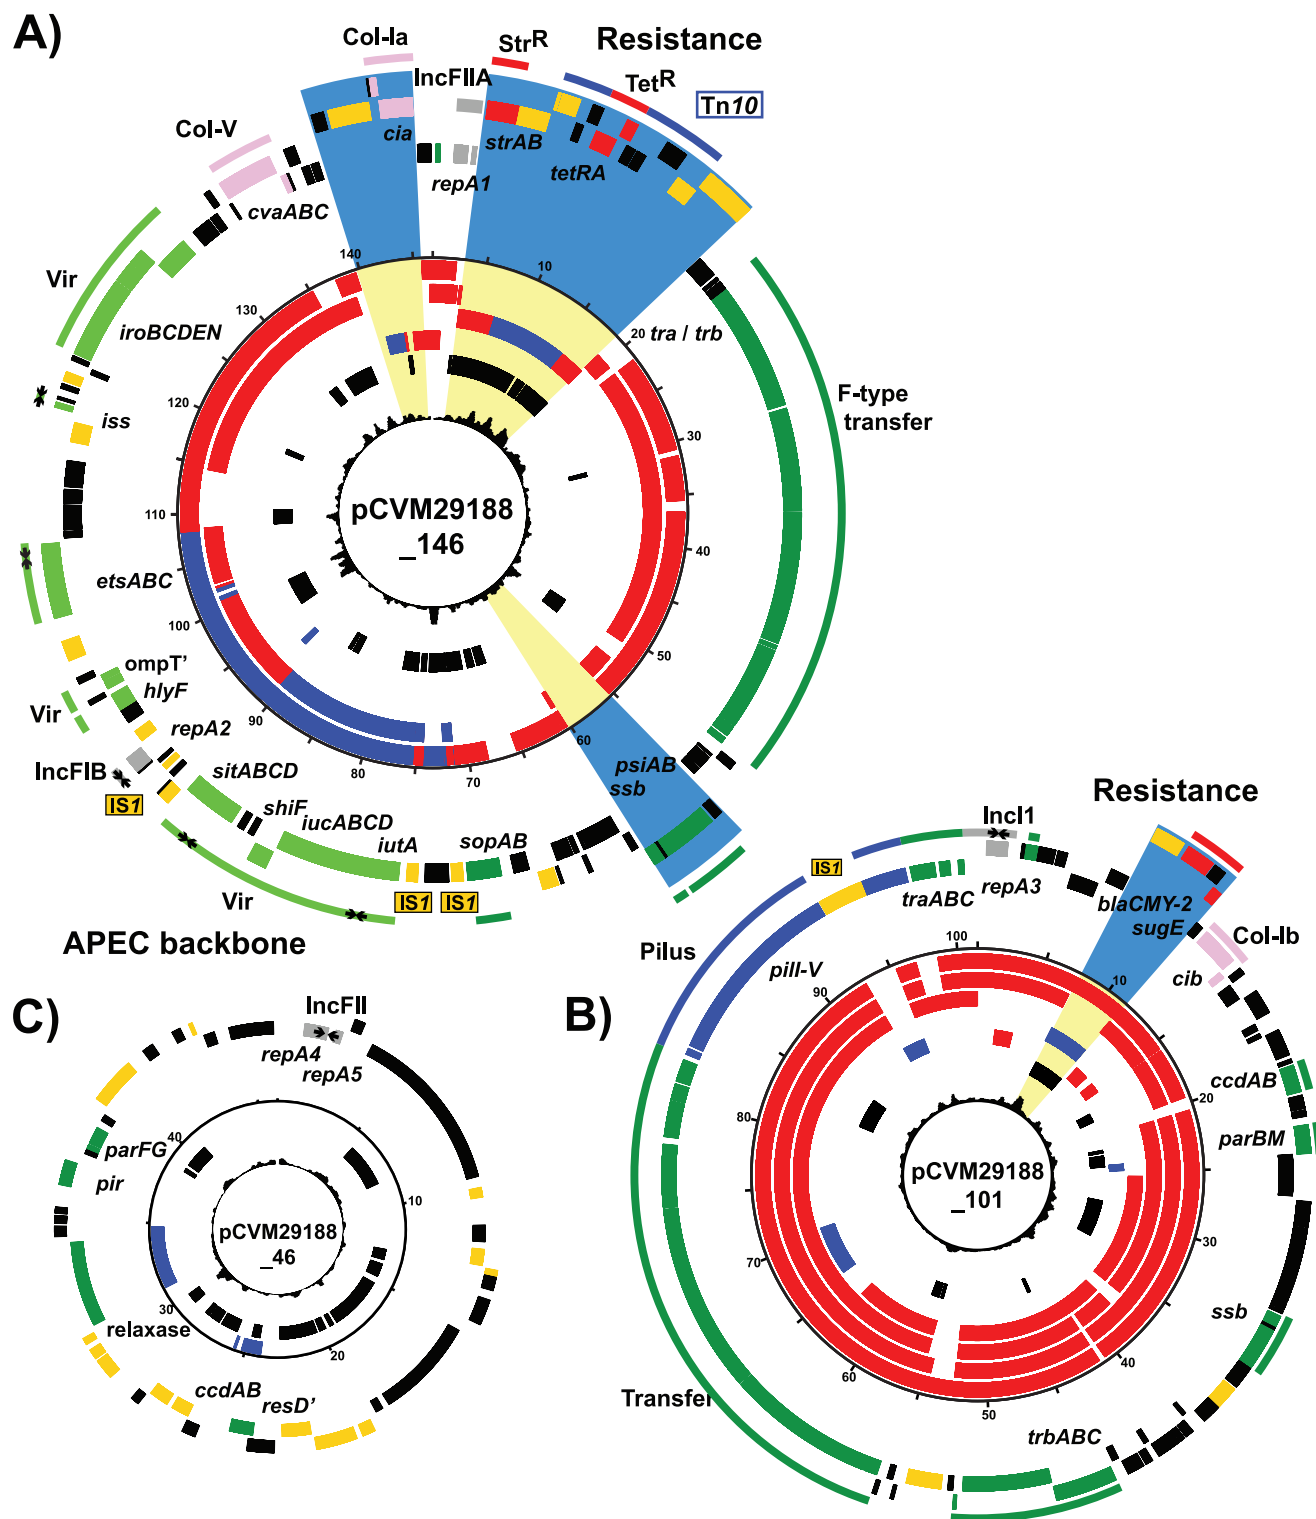 A)
Col-Ia
StrR
Resistance
IncFIIA
TetR
Tn10
Col-V
cia
strAB
repA1
tetRA
cvaABC
Vir
iroBCDEN
140
10
130
20
tra / trb
120
iss
30
F-type
transfer
110
pCVM29188
_146
40
etsABC
100
50
ompT'
hlyF
Vir
repA2
90
60
IncFIB
IS1
sitABCD
80
70
psiAB
ssb
shiF
iucABCD
iutA
sopAB
IS1
IS1
Vir
APEC backbone
B)
Resistance
IncI1
IS1
traABC
repA3
blaCMY-2
sugE
Col-Ib
Pilus
pilI-V
cib
100
10
90
ccdAB
20
80
parBM
pCVM29188
_101
30
70
ssb
60
40
50
Transfer
trbABC
C)
IncFII
repA4
repA5
parFG
40
pir
10
pCVM29188
_46
30
relaxase
20
ccdAB
resD'